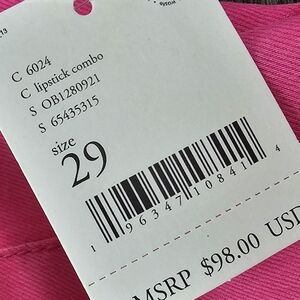 C 6024
C lipstick combo
S OB1280921
S 65435315
size
29
1 96347 10841 4
MSRP $98.00 USD